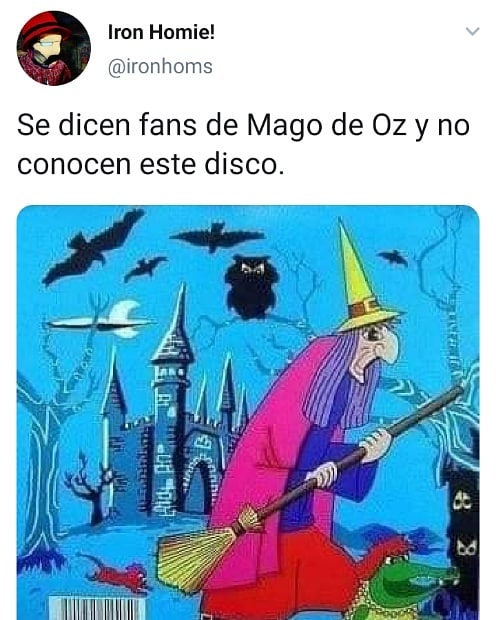 Iron Homie!
@ironhoms
Se dicen fans de Mago de Oz y no
conocen este disco.